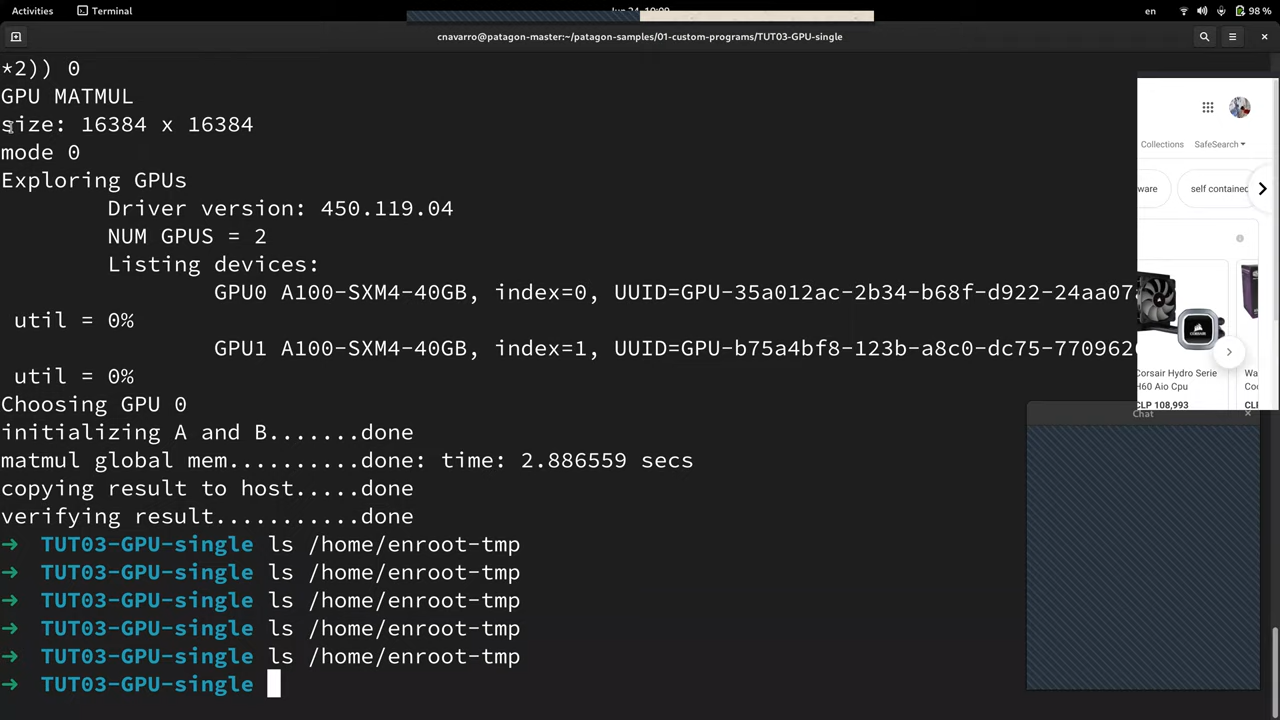 Activities
Terminal
en
98 %
cnavarro@patagon-master:~/patagon-samples/01-custom-programs/TUT03-GPU-single
*2)) 0
GPU MATMUL
size: 16384 x 16384
mode 0
Exploring GPUs
Driver version: 450.119.04
NUM GPUS = 2
Listing devices:
GPU0 A100-SXM4-40GB, index=0, UUID=GPU-35a012ac-2b34-b68f-d922-24aa07
util = 0%
GPU1 A100-SXM4-40GB, index=1, UUID=GPU-b75a4bf8-123b-a8c0-dc75-770962
util = 0%
Choosing GPU 0
initializing A and B.......done
matmul global mem..........done: time: 2.886559 secs
copying result to host.....done
verifying result...........done
➜ TUT03-GPU-single ls /home/enroot-tmp
➜ TUT03-GPU-single ls /home/enroot-tmp
➜ TUT03-GPU-single ls /home/enroot-tmp
➜ TUT03-GPU-single ls /home/enroot-tmp
➜ TUT03-GPU-single ls /home/enroot-tmp
➜ TUT03-GPU-single
Collections SafeSearch
ware self contained
Corsair Hydro Serie
H60 Aio Cpu
CLP 108,993
Wa
Coo
CL
Chat